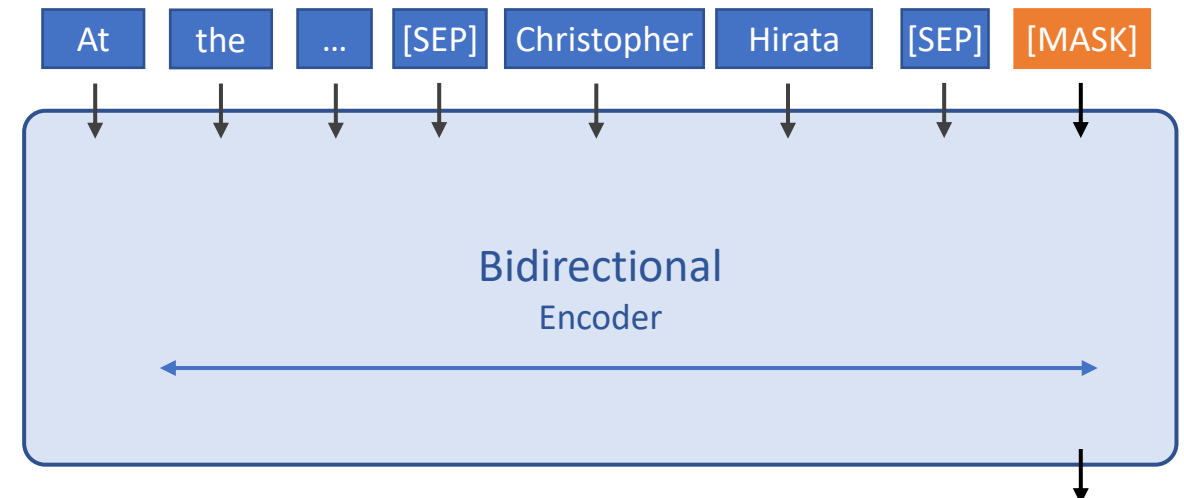 At the … [SEP] Christopher Hirata [SEP] [MASK]
Bidirectional
Encoder